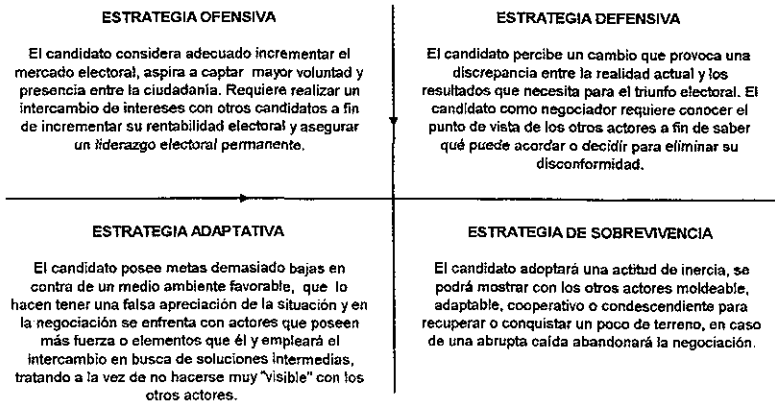 ESTRATEGIA OFENSIVA
El candidato considera adecuado incrementar el
mercado electoral, aspira a captar mayor voluntad y
presencia entre la ciudadanía. Requiere realizar un
intercambio de intereses con otros candidatos a fin
de incrementar su rentabilidad electoral y asegurar
un liderazgo electoral permanente.
ESTRATEGIA DEFENSIVA
El candidato percibe un cambio que provoca una
discrepancia entre la realidad actual y los
resultados que necesita para el triunfo electoral. El
candidato como negociador requiere conocer el
punto de vista de los otros actores a fin de saber
qué puede acordar o decidir para eliminar su
disconformidad.
ESTRATEGIA ADAPTATIVA
El candidato posee metas demasiado bajas en
contra de un medio ambiente favorable, que lo
hacen tener una falsa apreciación de la situación y en
la negociación se enfrenta con actores que poseen
más fuerza o elementos que él y empleará el
intercambio en busca de soluciones intermedias,
tratando a la vez de no hacerse muy "visible" con los
otros actores.
ESTRATEGIA DE SOBREVIVENCIA
El candidato adoptará una actitud de inercia, se
podrá mostrar con los otros actores moldeable,
adaptable, cooperativo o condescendiente para
recuperar o conquistar un poco de terreno, en caso
de una abrupta caída abandonará la negociación.